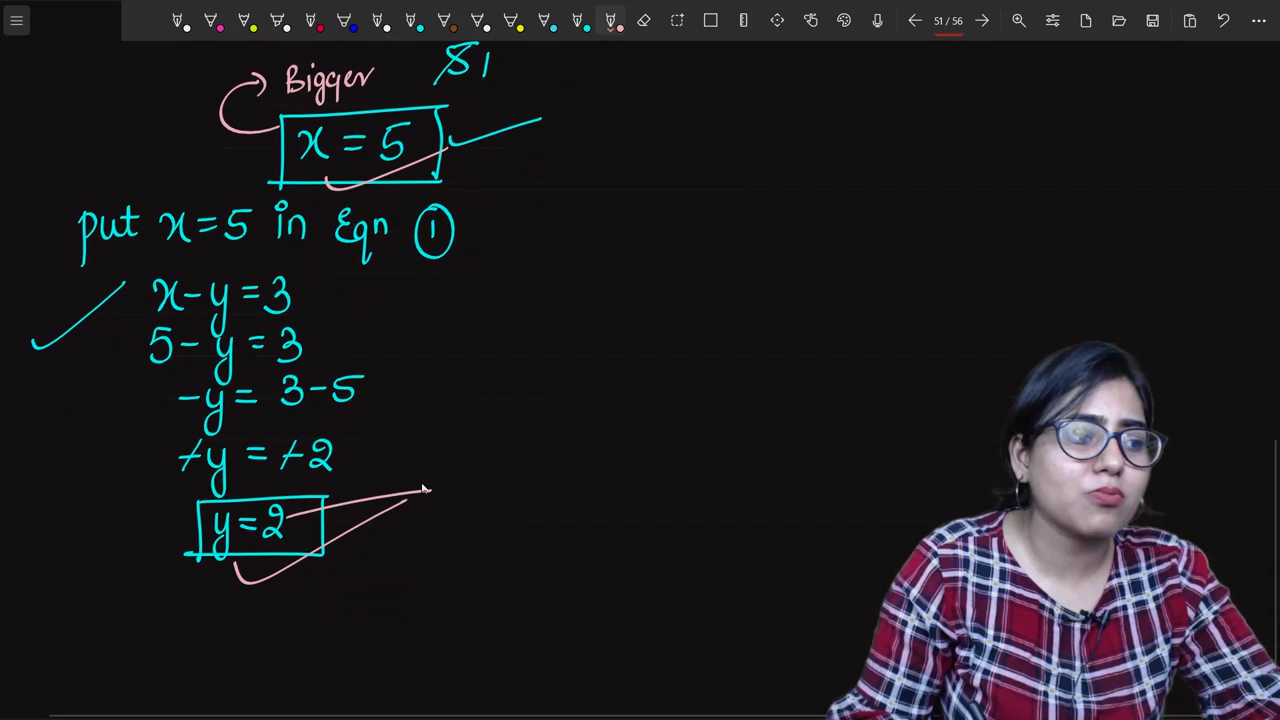 51 / 56
Bigger
81
x = 5
put x=5 in Eqn ①
x-y=3
5-y=3
-y= 3-5
-y = -2
y=2